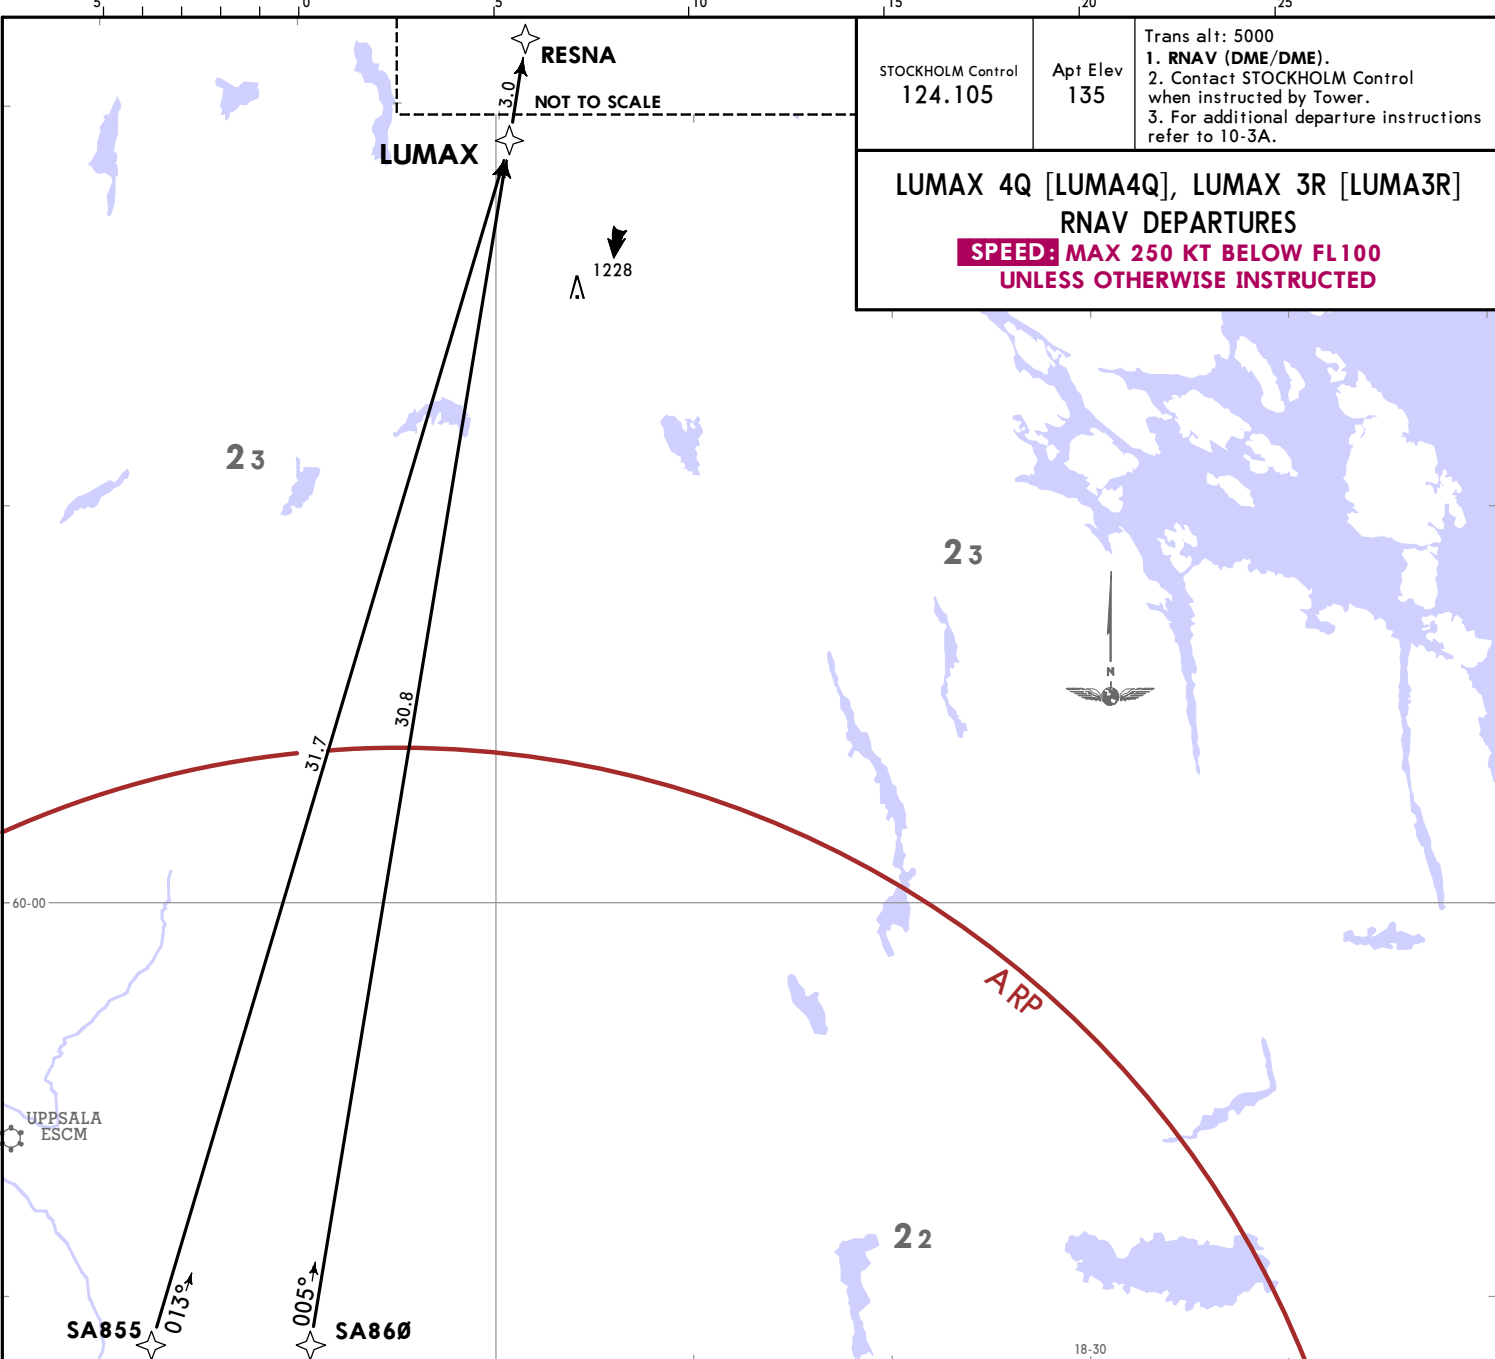 5 0 5 10 15 20 25
RESNA
3.0
NOT TO SCALE
LUMAX
STOCKHOLM Control
124.105
Apt Elev
135
Trans alt: 5000
1. RNAV (DME/DME).
2. Contact STOCKHOLM Control
when instructed by Tower.
3. For additional departure instructions
refer to 10-3A.
LUMAX 4Q [LUMA4Q], LUMAX 3R [LUMA3R]
RNAV DEPARTURES
SPEED: MAX 250 KT BELOW FL100
UNLESS OTHERWISE INSTRUCTED
1228
23
23
N
30.8
31.7
60-00
ARP
UPPSALA
ESCM
22
013°
005°
SA855
SA86Ø
18-30